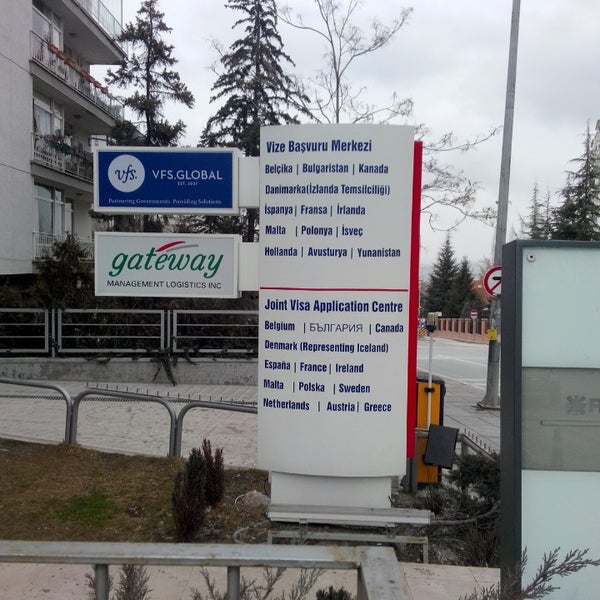 vfs.
VFS.GLOBAL
EST. 2001
Partnering Governments. Providing Solutions
gateway
MANAGEMENT LOGISTICS INC
Vize Başvuru Merkezi
Belçika | Bulgaristan | Kanada
Danimarka(İzlanda Temsilciliği)
İspanya | Fransa | İrlanda
Malta | Polonya | İsveç
Hollanda | Avusturya | Yunanistan
Joint Visa Application Centre
Belgium | БЪЛГАРИЯ | Canada
Denmark (Representing Iceland)
España | France | Ireland
Malta | Polska | Sweden
Netherlands | Austria | Greece